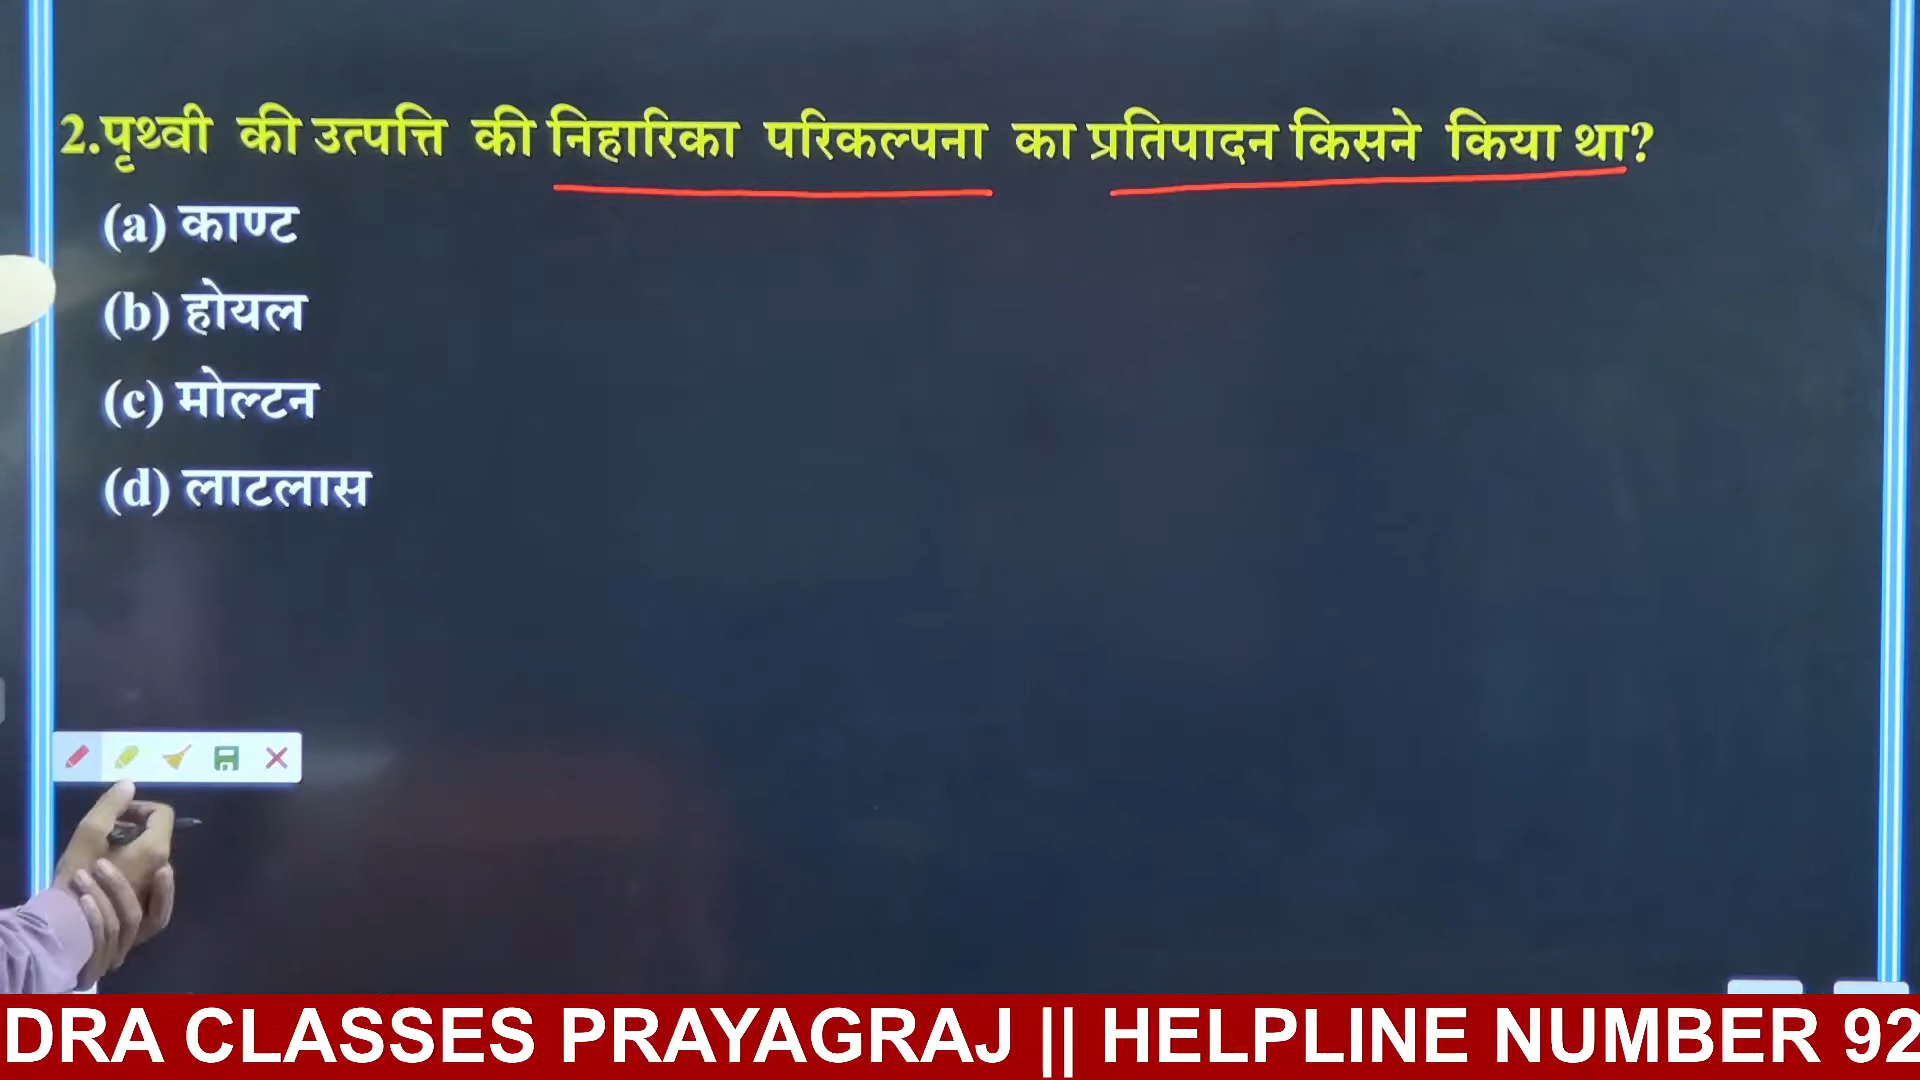 2.पृथ्वी की उत्पत्ति की निहारिका परिकल्पना का प्रतिपादन किसने किया था?
(a) काण्ट
(b) होयल
(c) मोल्टन
(d) लाटलास
DRA CLASSES PRAYAGRAJ || HELPLINE NUMBER 92